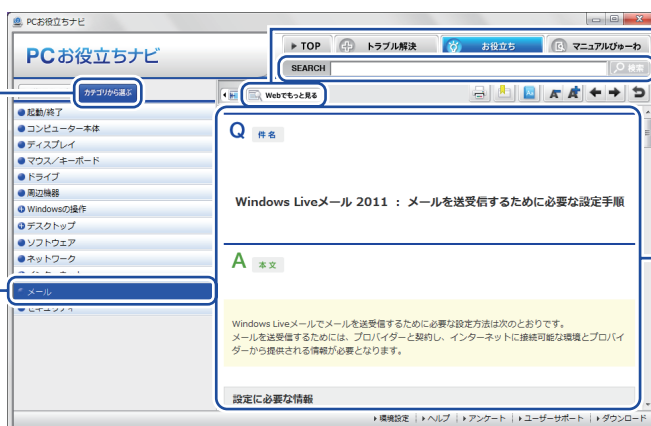 PCお役立ちナビ
PCお役立ちナビ
TOP
トラブル解決
お役立ち
マニュアルびゅーわ
SEARCH
検索
カテゴリから選ぶ
Webでもっと見る
起動/終了
コンピューター本体
ディスプレイ
マウス/キーボード
ドライブ
周辺機器
Windowsの操作
デスクトップ
ソフトウェア
ネットワーク
メール
セキュリティ
Q 件名
Windows Liveメール 2011 : メールを送受信するために必要な設定手順
A 本文
Windows Liveメールでメールを送受信するために必要な設定方法は次のとおりです。
メールを送受信するためには、プロバイダーと契約し、インターネットに接続可能な環境とプロバイ
ダーから提供される情報が必要となります。
設定に必要な情報
環境設定 | ヘルプ | アンケート | ユーザーサポート | ダウンロード